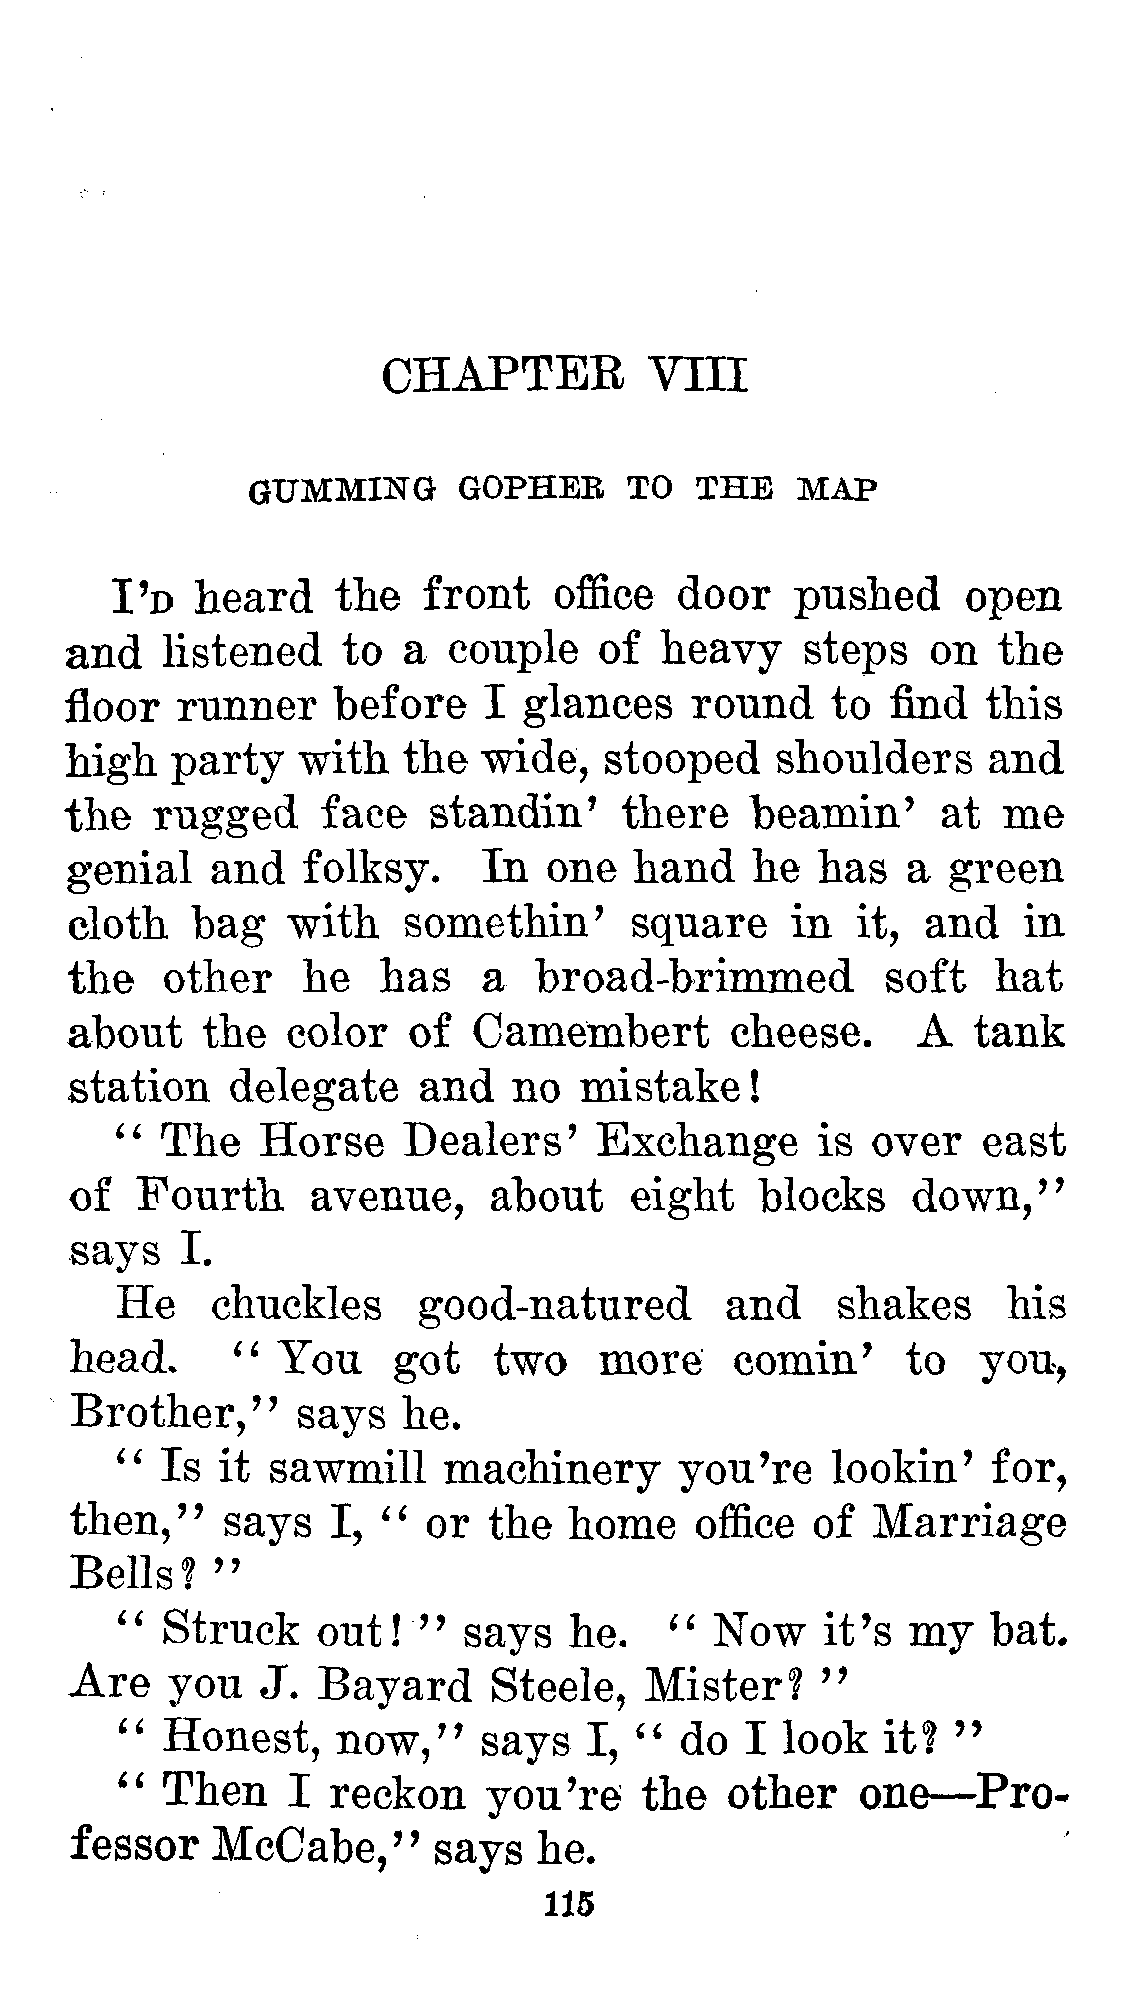 CHAPTER VIII
GUMMING GOPHER TO THE MAP
I'D heard the front office door pushed open
and listened to a couple of heavy steps on the
floor runner before I glances round to find this
high party with the wide, stooped shoulders and
the rugged face standin' there beamin' at me
genial and folksy. In one hand he has a green
cloth bag with somethin' square in it, and in
the other he has a broad-brimmed soft hat
about the color of Camembert cheese. A tank
station delegate and no mistake!
“ The Horse Dealers' Exchange is over east
of Fourth avenue, about eight blocks down,”
says I.
He chuckles good-natured and shakes his
head. “ You got two more comin' to you,
Brother,” says he.
“ Is it sawmill machinery you're lookin' for,
then,” says I, “ or the home office of Marriage
Bells? ”
“ Struck out! ” says he. “ Now it's my bat.
Are you J. Bayard Steele, Mister? ”
“ Honest, now,” says I, “ do I look it? ”
“ Then I reckon you're the other one—Pro-
fessor McCabe,” says he.
115